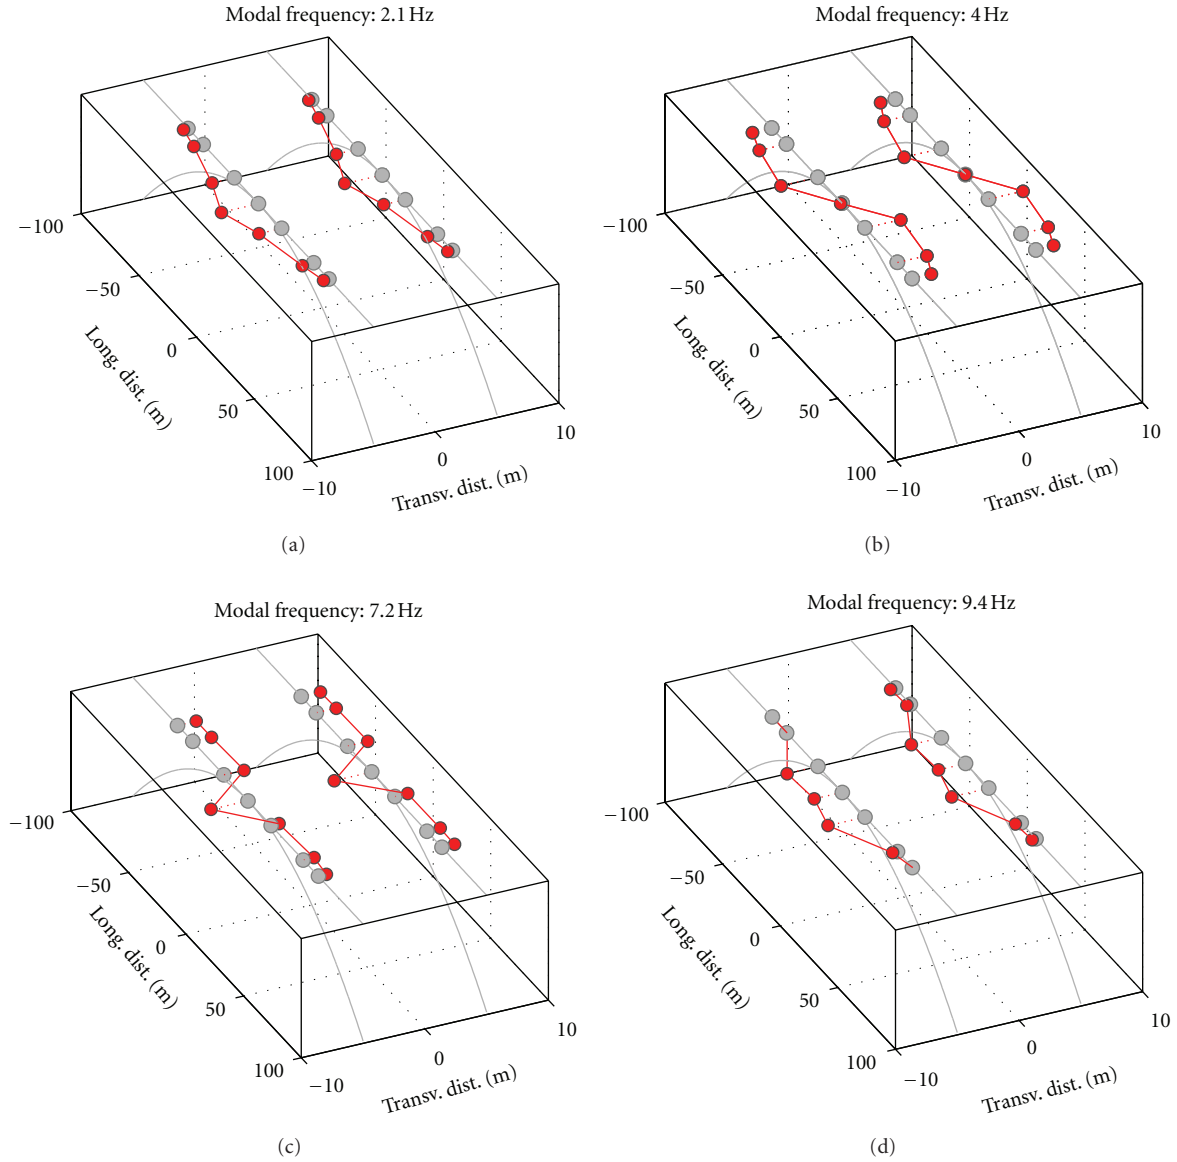 Modal frequency: 2.1 Hz
−100
−50
0
50
100
−10
0
10
Long. dist. (m)
Transv. dist. (m)
(a)
Modal frequency: 4 Hz
−100
−50
0
50
100
−10
0
10
Long. dist. (m)
Transv. dist. (m)
(b)
Modal frequency: 7.2 Hz
−100
−50
0
50
100
−10
0
10
Long. dist. (m)
Transv. dist. (m)
(c)
Modal frequency: 9.4 Hz
−100
−50
0
50
100
−10
0
10
Long. dist. (m)
Transv. dist. (m)
(d)